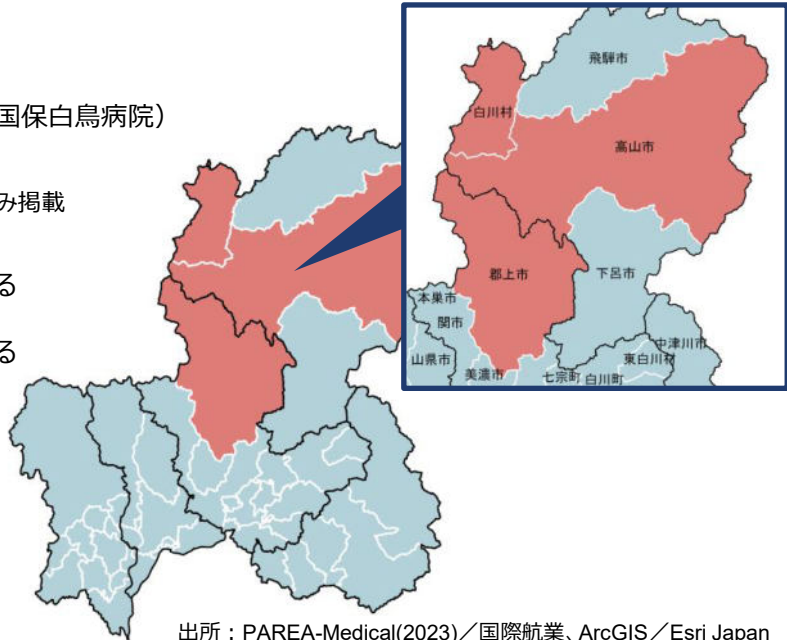 国保白鳥病院）
み掲載
る
る
飛騨市
白川村
高山市
郡上市
下呂市
本巣市
関市
中津川市
山県市
東白川村
美濃市
七宗町
白川町
出所：PAREA-Medical(2023)／国際航業、ArcGIS／Esri Japan